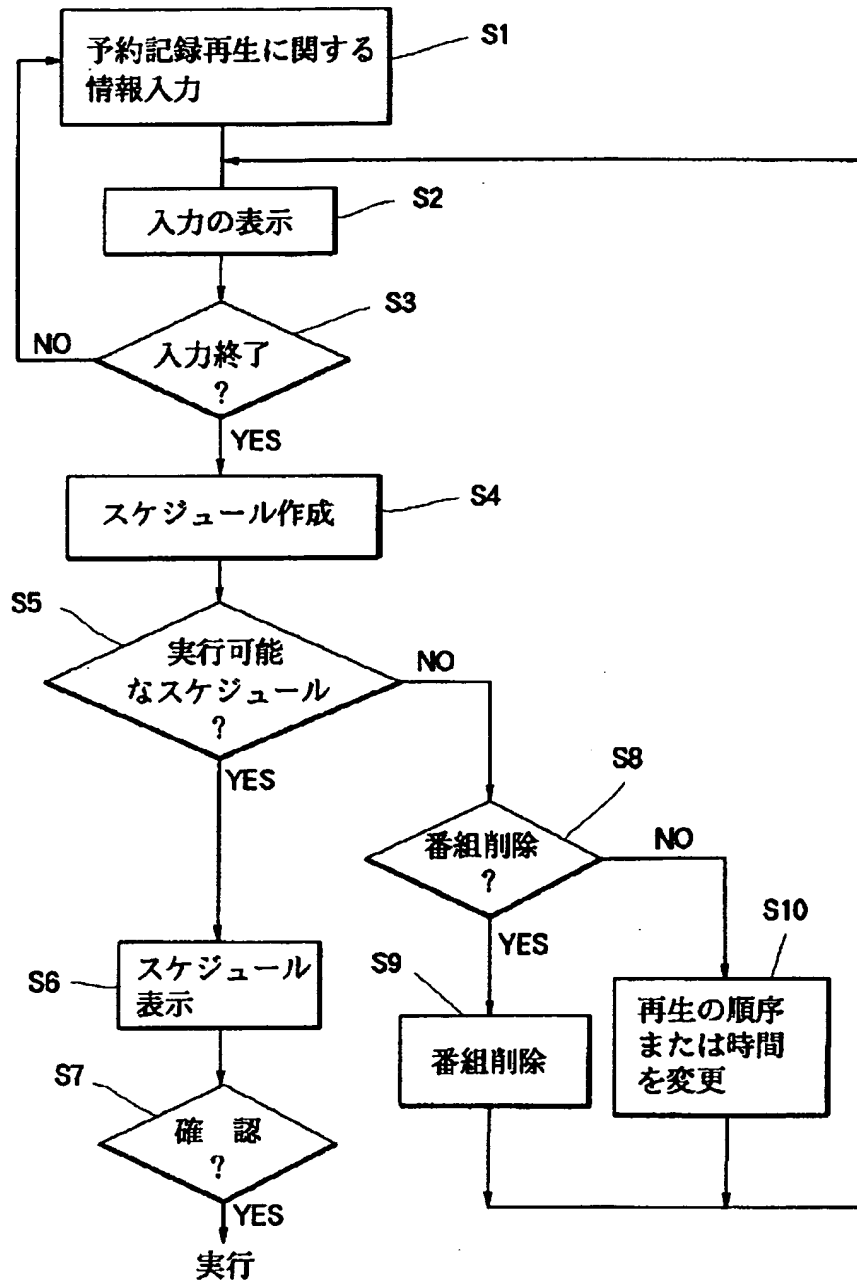 予約記録再生に関する
情報入力
S1
入力の表示
S2
S3
入力終了
?
NO
YES
スケジュール作成
S4
S5
実行可能
なスケジュール
?
NO
YES
S8
番組削除
?
NO
YES
S6
スケジュール
表示
S9
番組削除
S10
再生の順序
または時間
を変更
S7
確 認
?
YES
実行